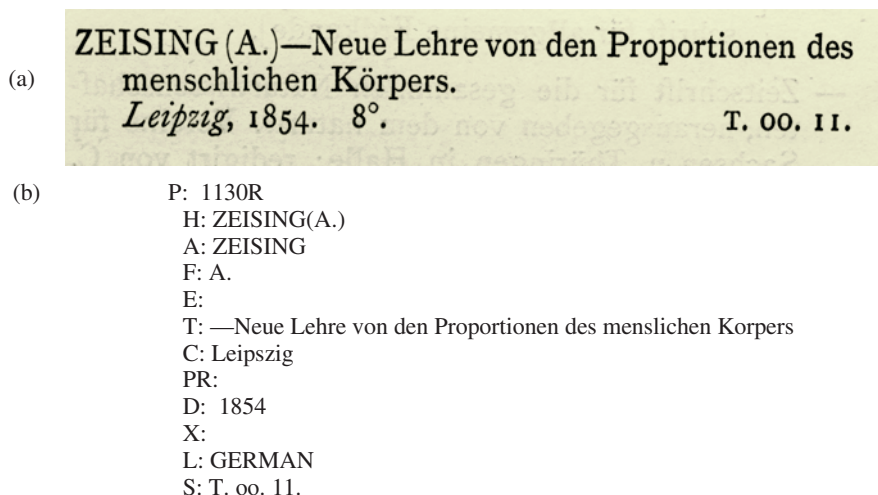 (a)
ZEISING (A.)—Neue Lehre von den Proportionen des
menschlichen Körpers.
Leipzig, 1854. 8°. T. oo. 11.
(b)
P: 1130R
H: ZEISING(A.)
A: ZEISING
F: A.
E:
T: —Neue Lehre von den Proportionen des menslichen Korpers
C: Leipszig
PR:
D: 1854
X:
L: GERMAN
S: T. oo. 11.